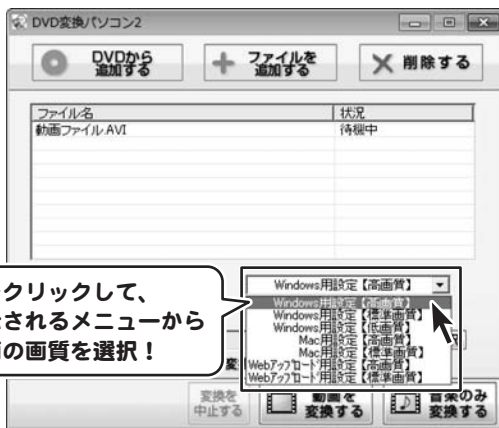 DVD変換パソコン2
DVDから
追加する
ファイルを
追加する
削除する
ファイル名
状況
動画ファイル.AVI
待機中
Windows用設定【高画質】
クリックして、
されるメニューから
の画質を選択！
Windows用設定【高画質】
Windows用設定【標準画質】
Windows用設定【低画質】
Mac用設定【高画質】
Mac用設定【標準画質】
Webアップロード用設定【高画質】
Webアップロード用設定【標準画質】
変
変換を
中止する
動画を
変換する
音楽のみ
変換する